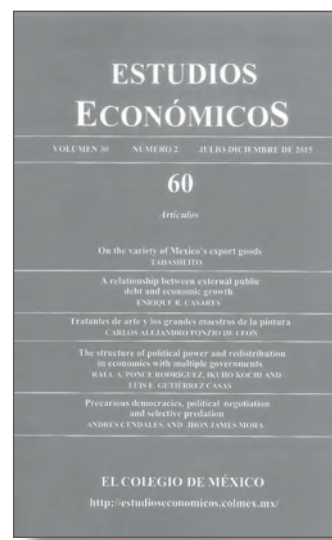 ESTUDIOS
ECONÓMICOS
VOLUMEN 30 NÚMERO 2 JULIO-DICIEMBRE DE 2015
60
Artículos
On the variety of Mexico's export goods
TADASHI ITO
A relationship between external public
debt and economic growth
ENRIQUE R. CASARES
Tratantes de arte y los grandes maestros de la pintura
CARLOS ALEJANDRO PONZIO DE LEÓN
The structure of political power and redistribution
in economies with multiple governments
RAÚL A. PONCE RODRÍGUEZ, IKUHO KOCHI AND
LUIS E. GUTIÉRREZ CASAS
Precarious democracies, political negotiation
and selective predation
ANDRÉS CENDALES AND JHON JAMES MORA
EL COLEGIO DE MÉXICO
http://estudioseconomicos.colmex.mx/